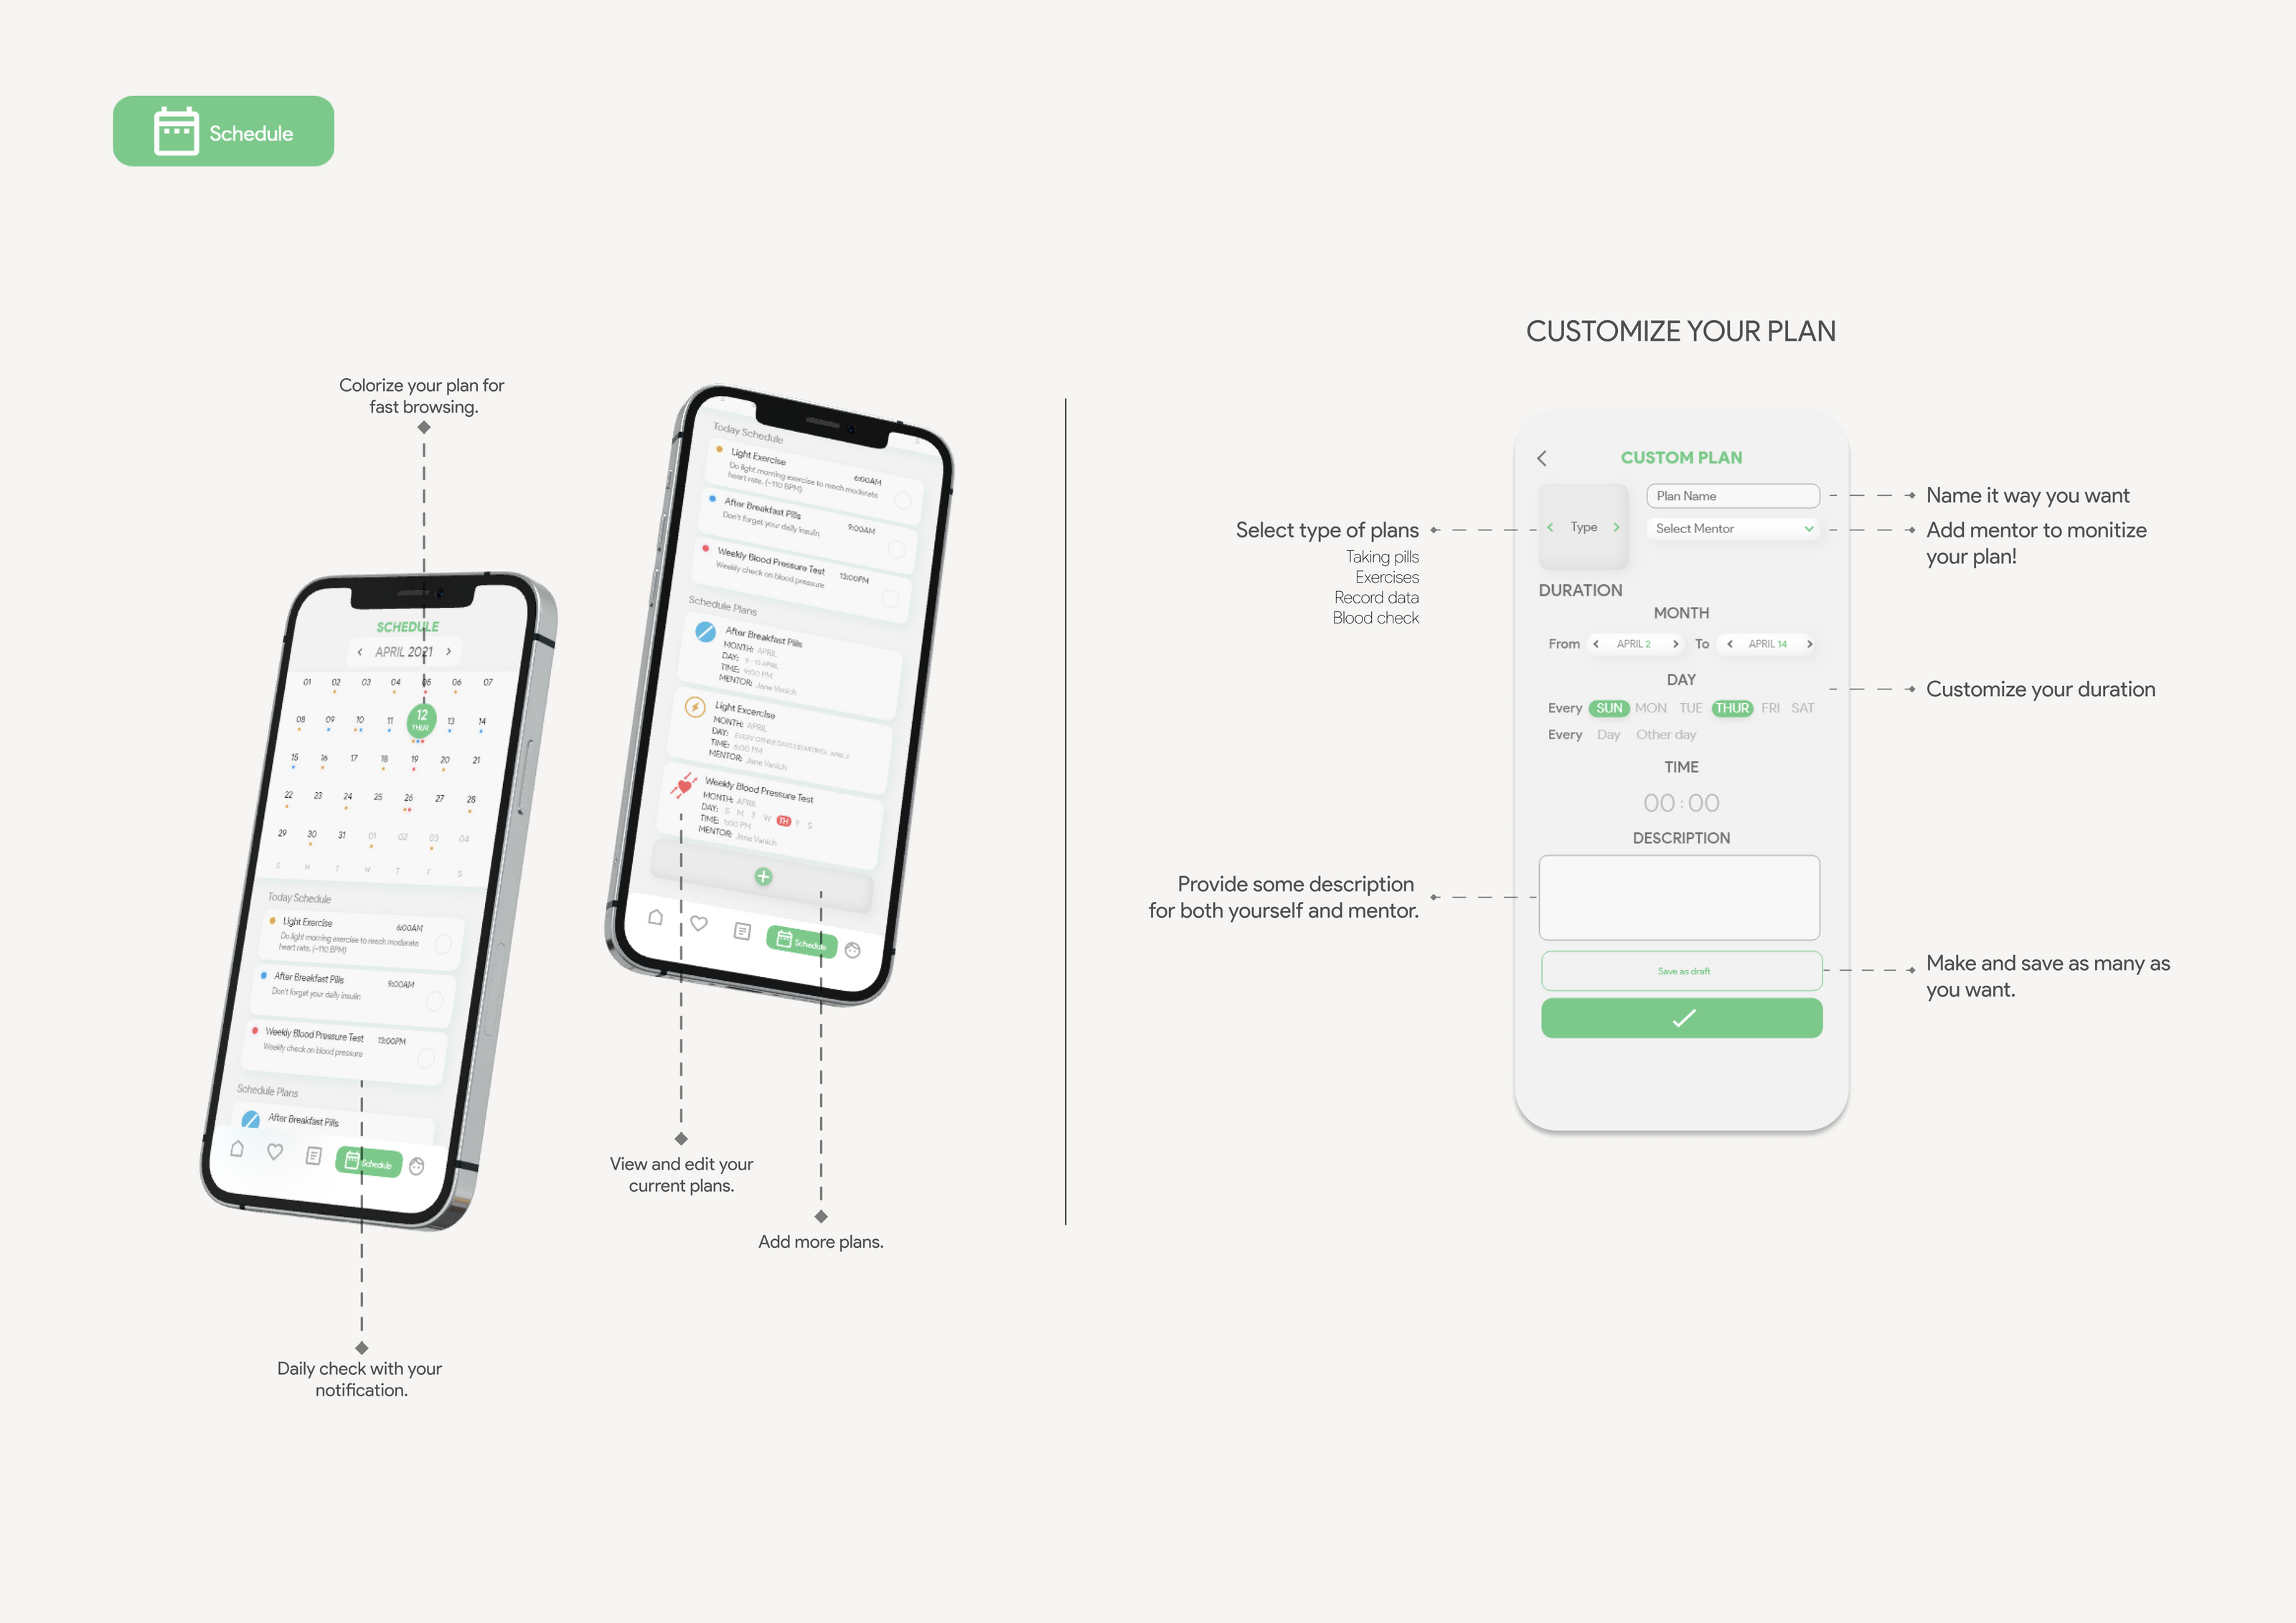 Schedule
Colorize your plan for
fast browsing.
SCHEDULE
APRIL 2021
01 02 03 04 05 06 07
08 09 10 11 12 13 14
THUR
15 16 17 18 19 20 21
22 23 24 25 26 27 28
29 30 31 01 02 03 04
S M T W T F S
Today Schedule
Light Exercise 6:00AM
Do light morning exercise to reach moderate
heart rate. (~110 BPM)
After Breakfast Pills 9:00AM
Don't forget your daily insulin
Weekly Blood Pressure Test 13:00PM
Weekly check on blood pressure
Schedule Plans
After Breakfast Pills
Schedule
Daily check with your
notification.
Today Schedule
Light Exercise 6:00AM
Do light morning exercise to reach moderate
heart rate. (~110 BPM)
After Breakfast Pills 9:00AM
Don't forget your daily insulin
Weekly Blood Pressure Test 13:00PM
Weekly check on blood pressure
Schedule Plans
After Breakfast Pills
MONTH: APRIL
DAY: APRIL
TIME: 9:00 PM
MENTOR: Jane Vanich
Light Excercise
MONTH: APRIL
DAY: EVERY OTHER DAYS | STARTING: APRIL 2
TIME: 6:00 PM
MENTOR: Jane Vanich
Weekly Blood Pressure Test
MONTH: APRIL
DAY: S M T W TH F S
TIME: 1:00 PM
MENTOR: Jane Vanich
Schedule
View and edit your
current plans.
Add more plans.
CUSTOMIZE YOUR PLAN
CUSTOM PLAN
Plan Name
Type
Select Mentor
DURATION
MONTH
From APRIL 2 To APRIL 14
DAY
Every SUN MON TUE THUR FRI SAT
Every Day Other day
TIME
00:00
DESCRIPTION
Save as draft
Select type of plans
Taking pills
Exercises
Record data
Blood check
Provide some description
for both yourself and mentor.
Name it way you want
Add mentor to monitize
your plan!
Customize your duration
Make and save as many as
you want.